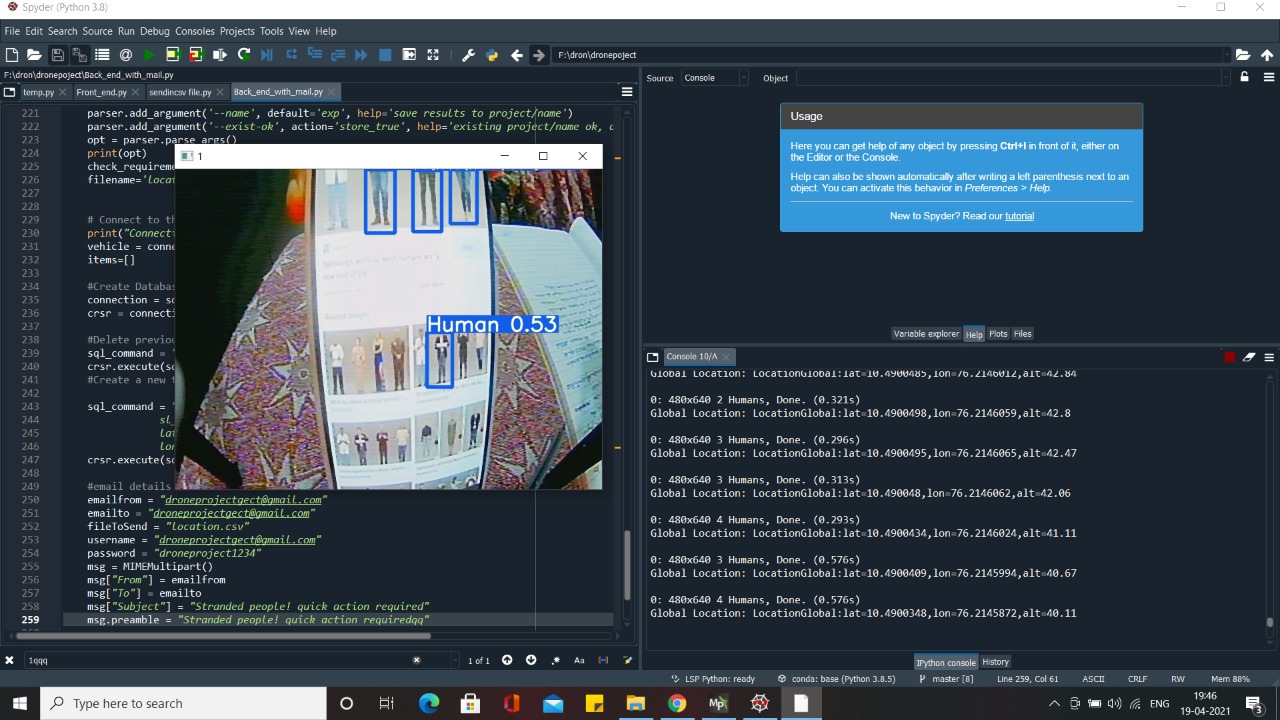 Spyder (Python 3.8)
File Edit Search Source Run Debug Consoles Projects Tools View Help
F:\dron\dronepoject
F:\dron\dronepoject\Back_end_with_mail.py
temp.py
Front_end.py
sendincsv file.py
Back_end_with_mail.py
221 parser.add_argument('--name', default='exp', help='save results to project/name')
222 parser.add_argument('--exist-ok', action='store_true', help='existing project/name ok,
223 opt = parser.parse_args()
224 print(opt)
225 check_requireme
226 filename='locat
227
228
229 # Connect to th
230 print("Connecti
231 vehicle = conne
232 items=[]
233
234 #Create Databas
235 connection = sq
236 crsr = connecti
237
238 #Delete previou
239 sql_command = "
240 crsr.execute(sq
241 #Create a new t
242
243 sql_command = "
244 sl_
245 lat
246 lon
247 crsr.execute(sq
248
249 #email details
250 emailfrom = "droneprojectgect@gmail.com"
251 emailto = "droneprojectgect@gmail.com"
252 fileToSend = "location.csv"
253 username = "droneprojectgect@gmail.com"
254 password = "droneproject1234"
255 msg = MIMEMultipart()
256 msg["From"] = emailfrom
257 msg["To"] = emailto
258 msg["Subject"] = "Stranded people! quick action required"
259 msg.preamble = "Stranded people! quick action requiredqq"
1
Human 0.53
1qqq
1 of 1
Aa
Source Console Object
Usage
Here you can get help of any object by pressing Ctrl+I in front of it, either on
the Editor or the Console.
Help can also be shown automatically after writing a left parenthesis next to an
object. You can activate this behavior in Preferences > Help.
New to Spyder? Read our tutorial
Variable explorer Help Plots Files
Console 10/A
Global Location: LocationGlobal:lat=10.4900485,lon=76.2146012,alt=42.84
0: 480x640 2 Humans, Done. (0.321s)
Global Location: LocationGlobal:lat=10.4900498,lon=76.2146059,alt=42.8
0: 480x640 3 Humans, Done. (0.296s)
Global Location: LocationGlobal:lat=10.4900495,lon=76.2146065,alt=42.47
0: 480x640 3 Humans, Done. (0.313s)
Global Location: LocationGlobal:lat=10.490048,lon=76.2146062,alt=42.06
0: 480x640 4 Humans, Done. (0.293s)
Global Location: LocationGlobal:lat=10.4900434,lon=76.2146024,alt=41.11
0: 480x640 3 Humans, Done. (0.576s)
Global Location: LocationGlobal:lat=10.4900409,lon=76.2145994,alt=40.67
0: 480x640 4 Humans, Done. (0.576s)
Global Location: LocationGlobal:lat=10.4900348,lon=76.2145872,alt=40.11
IPython console History
LSP Python: ready conda: base (Python 3.8.5) master [8] Line 259, Col 61 ASCII CRLF RW Mem 88%
Type here to search
Mp
ENG
19:46
19-04-2021
3